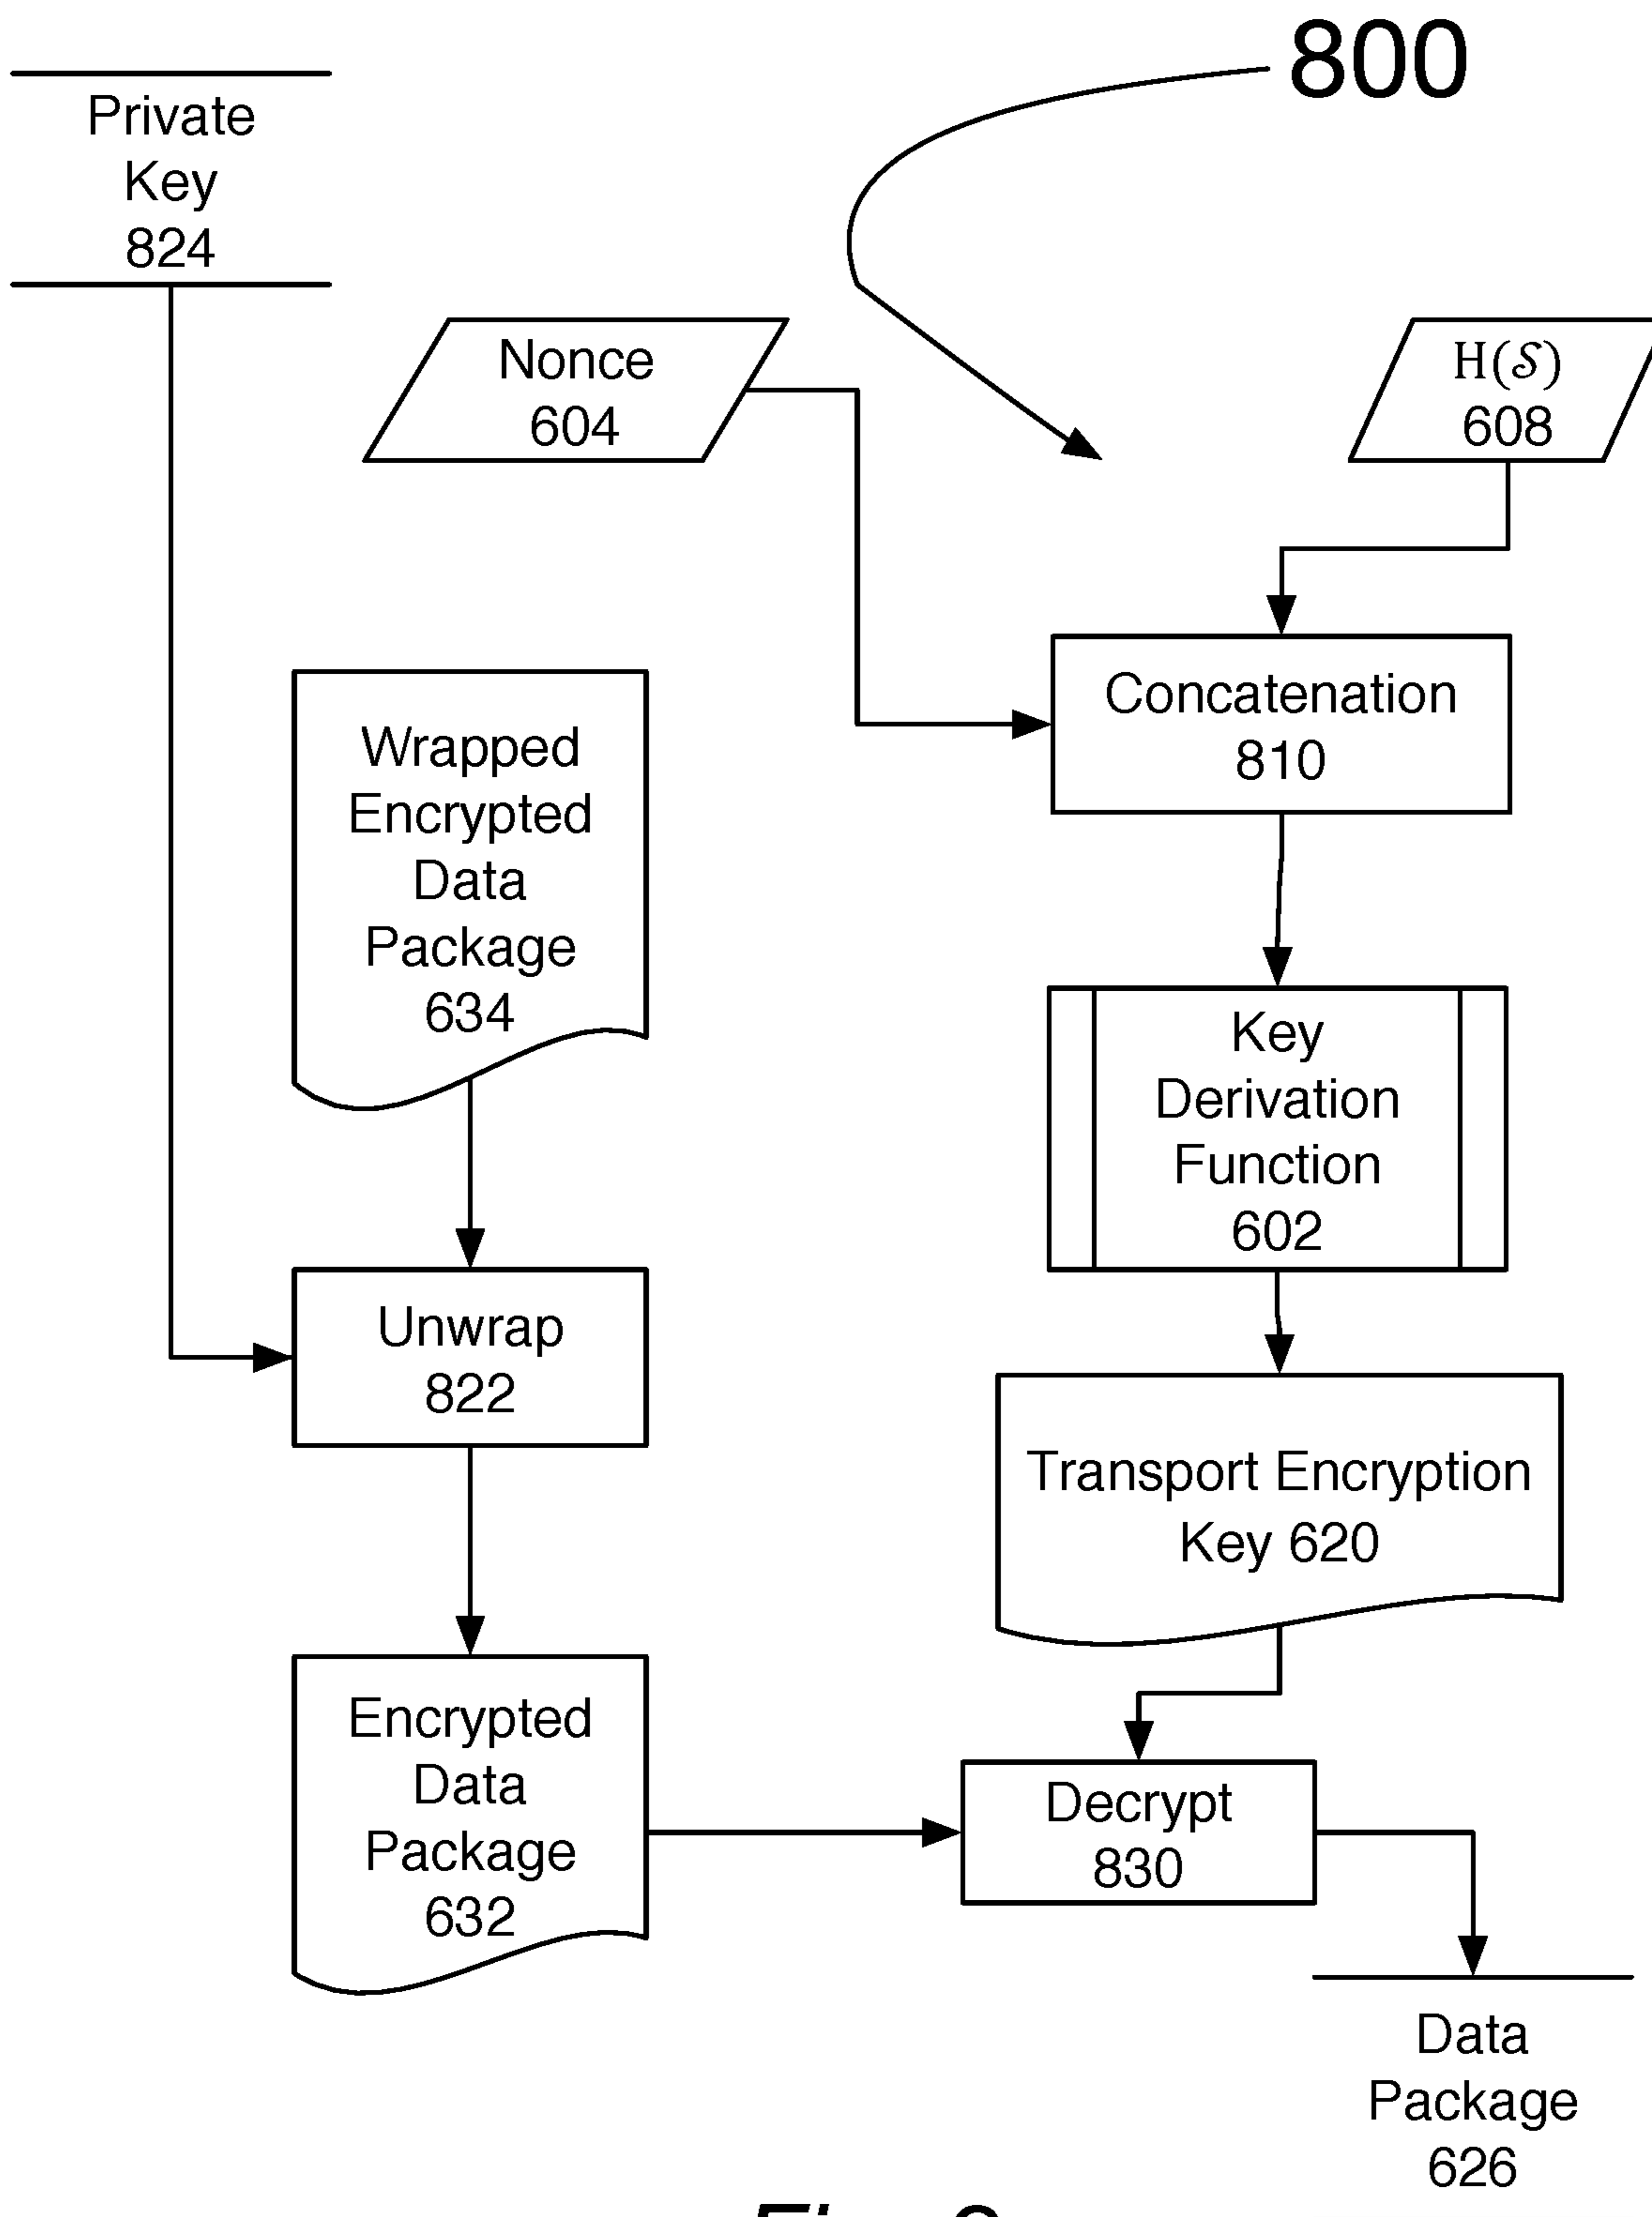 800
Private
Key
824
Nonce
604
H(𝒮)
608
Concatenation
810
Wrapped
Encrypted
Data
Package
634
Key
Derivation
Function
602
Unwrap
822
Transport Encryption
Key 620
Encrypted
Data
Package
632
Decrypt
830
Data
Package
626